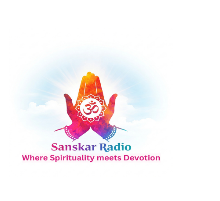 ॐ
Sanskar Radio
Where Spirituality meets Devotion